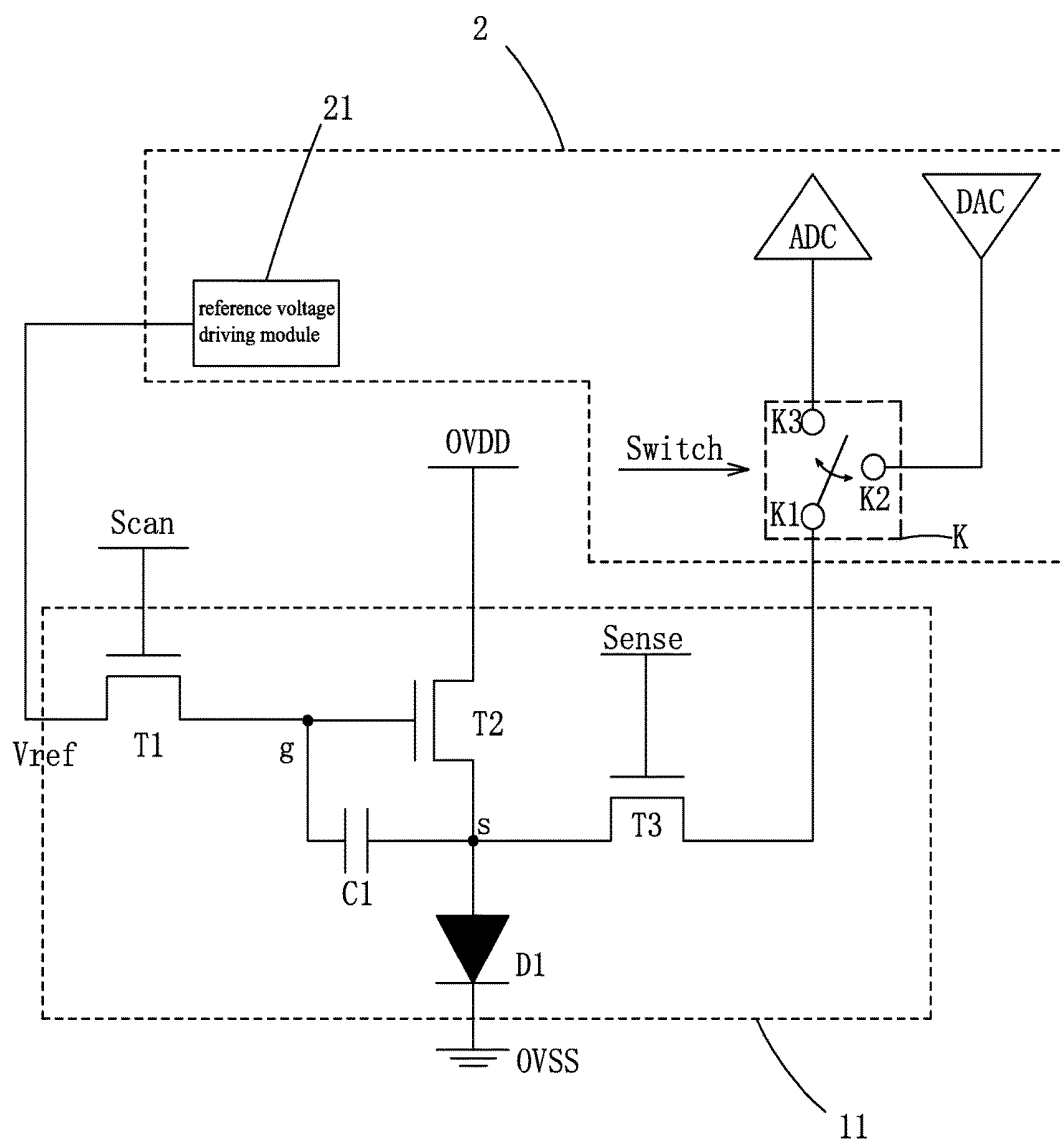 2
21
ADC
DAC
reference voltage
driving module
K3
OVDD
Switch
K2
K1
Scan
K
Sense
T2
Vref
T1
g
s
T3
C1
D1
OVSS
11